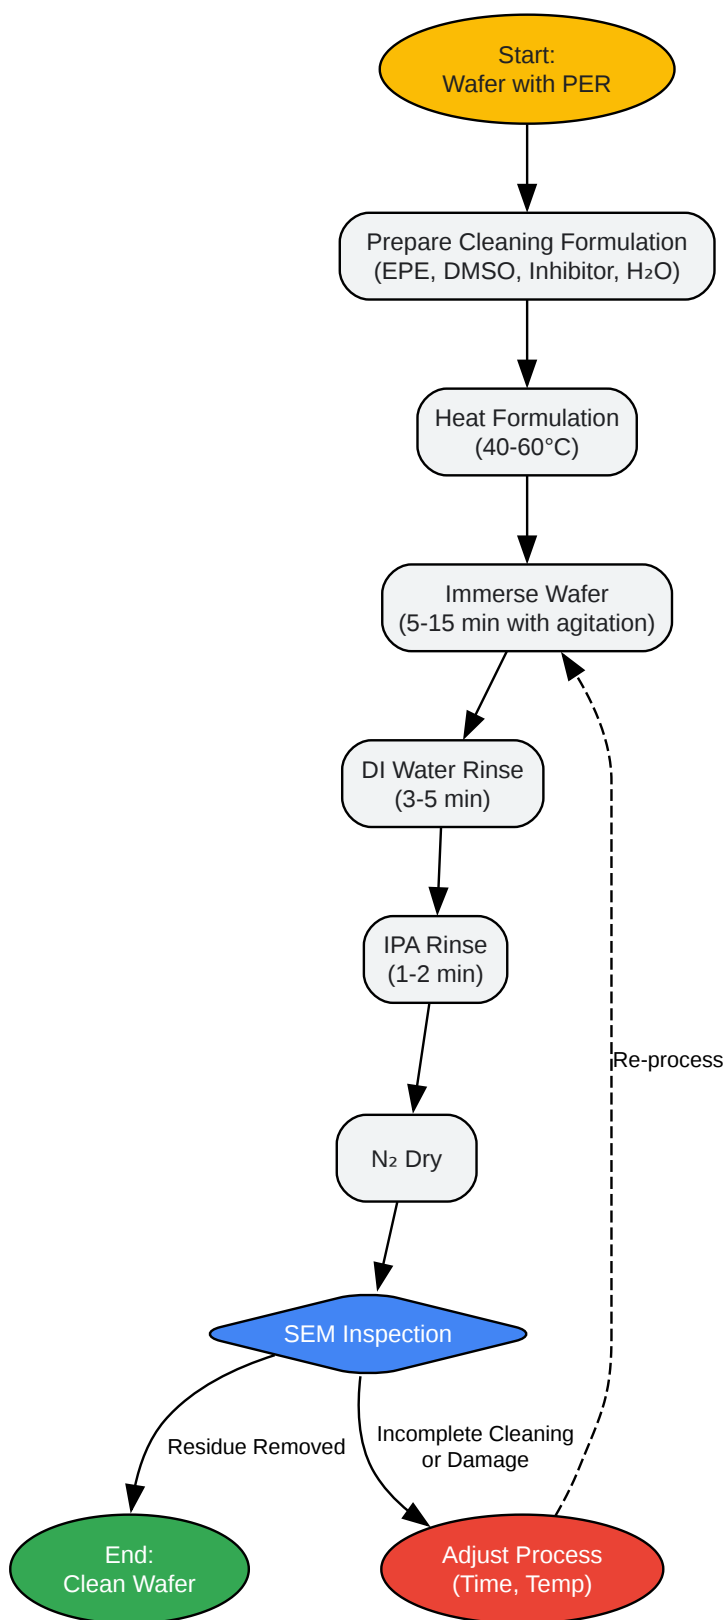 Start:
Wafer with PER
Prepare Cleaning Formulation
(EPE, DMSO, Inhibitor, H₂O)
Heat Formulation
(40-60°C)
Immerse Wafer
(5-15 min with agitation)
DI Water Rinse
(3-5 min)
IPA Rinse
(1-2 min)
Re-process
N₂ Dry
SEM Inspection
Residue Removed
Incomplete Cleaning
or Damage
End:
Clean Wafer
Adjust Process
(Time, Temp)